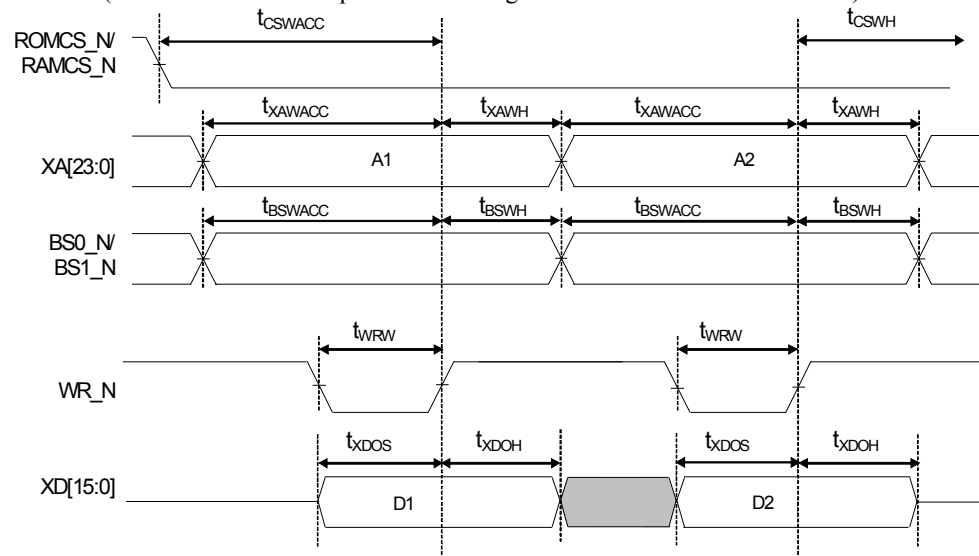 tCSWACC tCSWH
ROMCS_N/
RAMCS_N
tXAWACC tXAWH tXAWACC tXAWH
XA[23:0] A1 A2
tBSWACC tBSWH tBSWACC tBSWH
BS0_N/
BS1_N
tWRW tWRW
WR_N
tXDOS tXDOH tXDOS tXDOH
XD[15:0] D1 D2